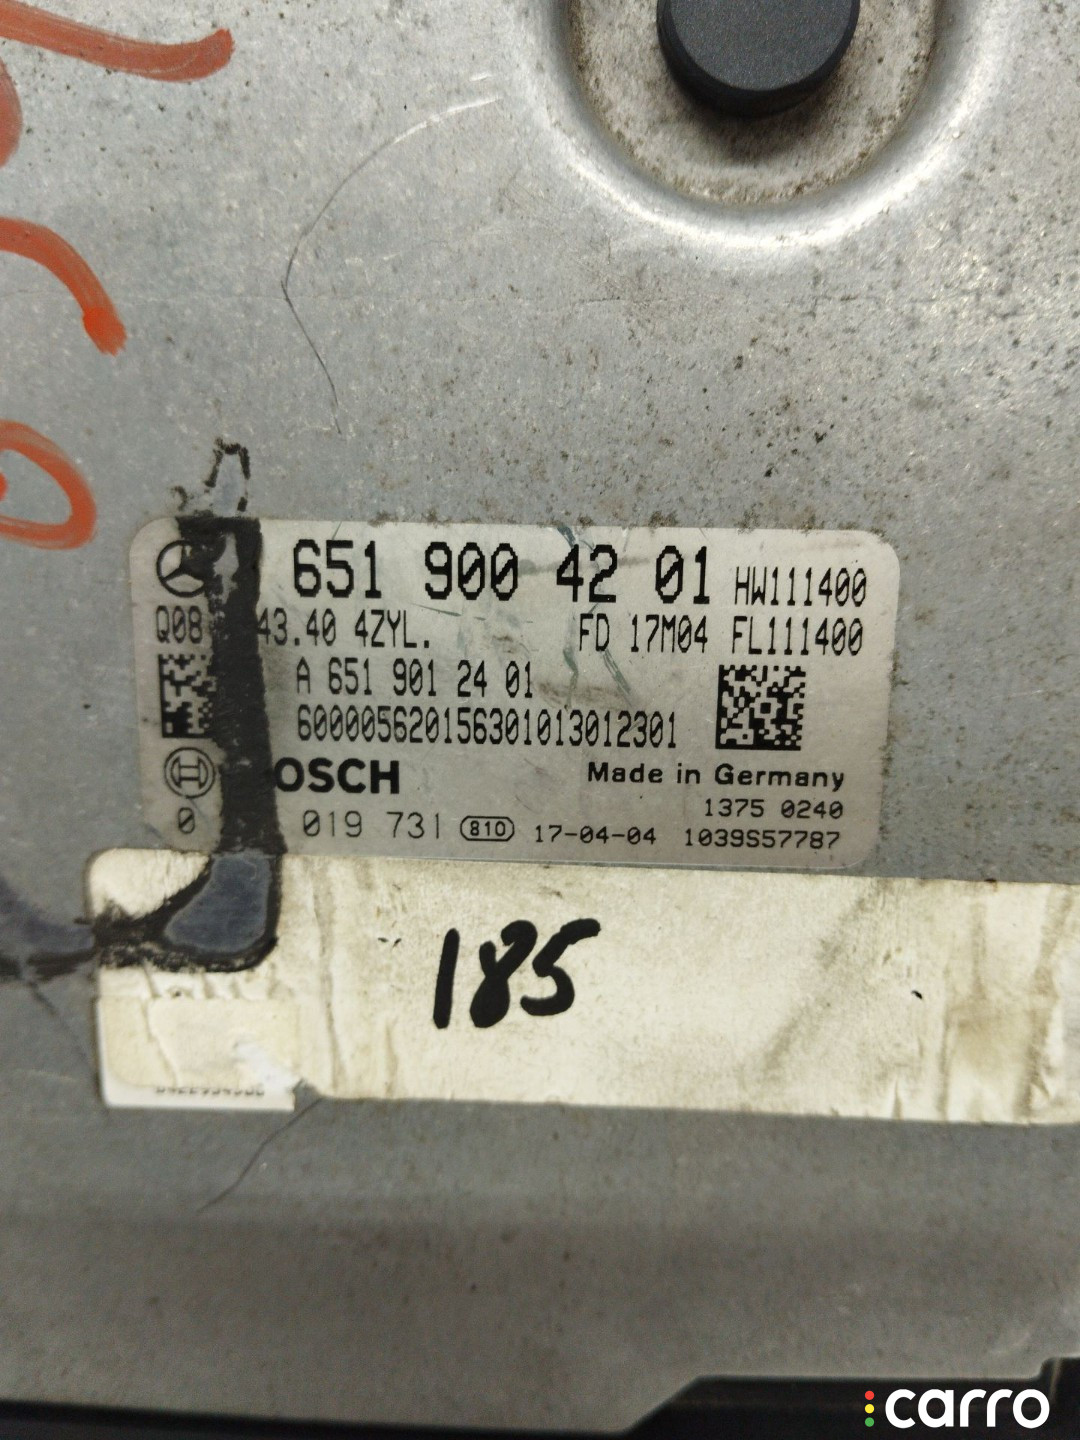 651 900 42 01 HW111400
Q08 43.40 4ZYL. FD 17M04 FL111400
A 651 901 24 01
600005620156301013012301
OSCH Made in Germany
1375 0240
0 019 731 810 17-04-04 1039S57787
185
carro